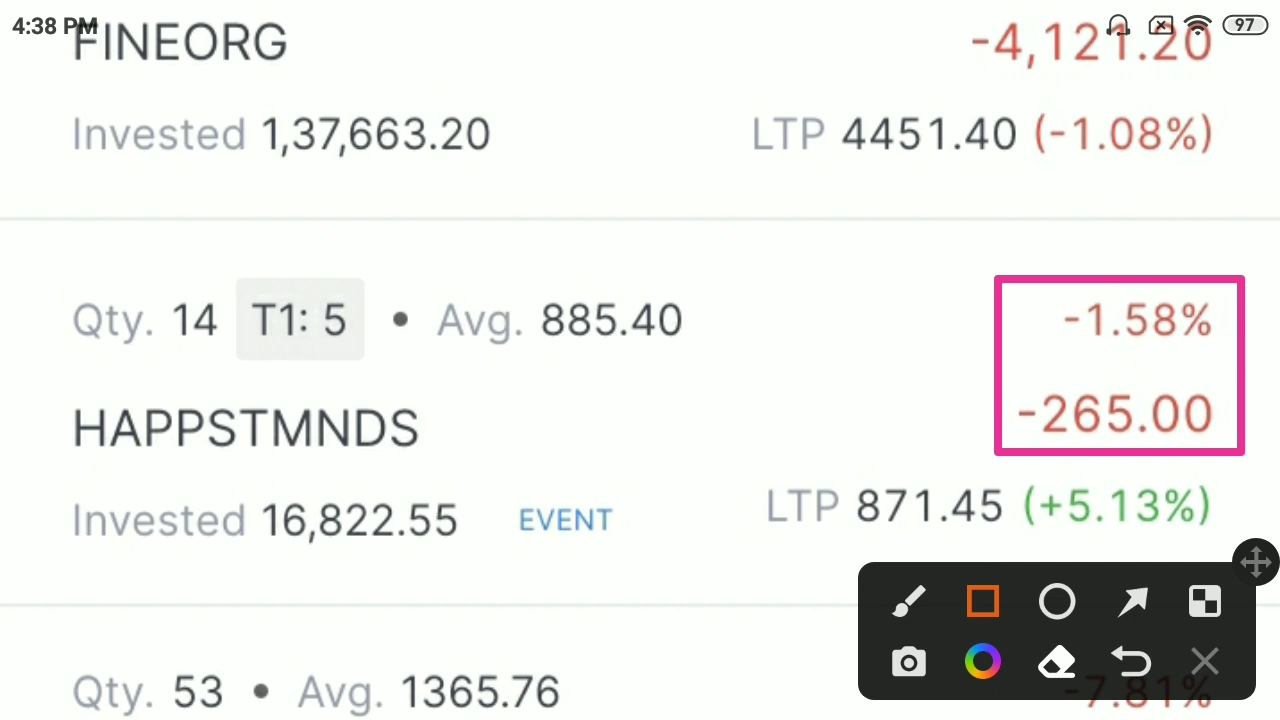 4:38 PM 97
FINEORG -4,121.20
Invested 1,37,663.20 LTP 4451.40 (-1.08%)
Qty. 14 T1: 5 • Avg. 885.40 -1.58%
HAPPSTMNDS -265.00
Invested 16,822.55 EVENT LTP 871.45 (+5.13%)
Qty. 53 • Avg. 1365.76 -7.81%